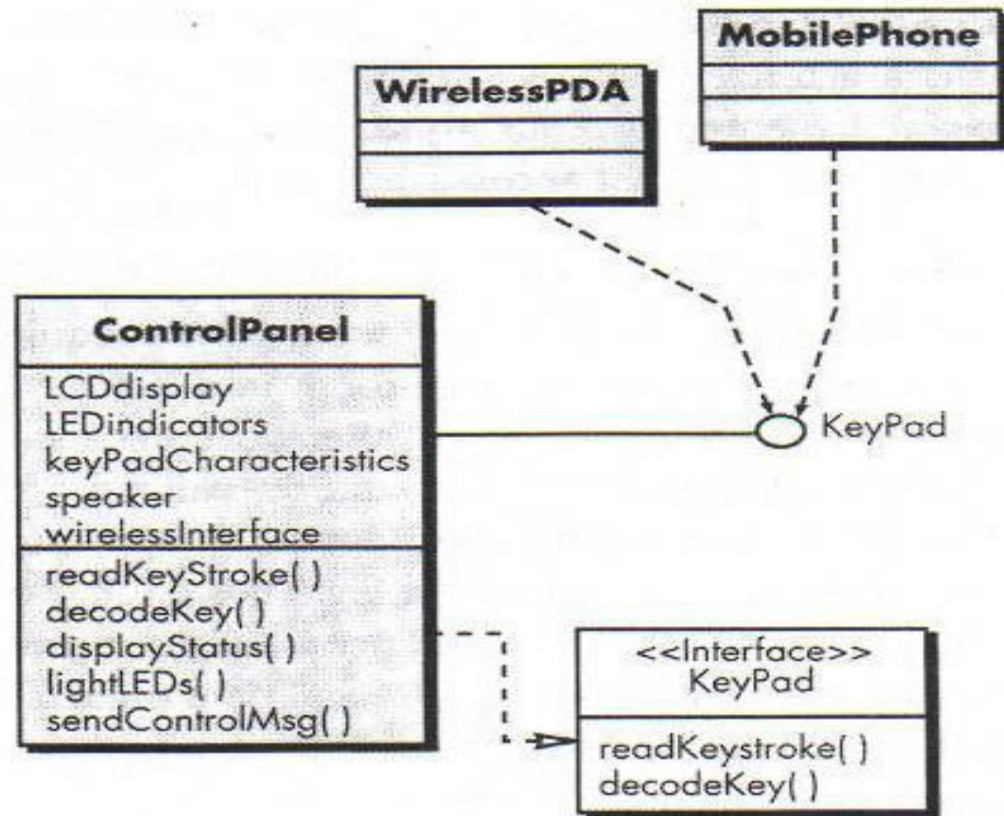 MobilePhone
WirelessPDA
ControlPanel
LCDdisplay
LEDindicators
keyPadCharacteristics
speaker
wirelessInterface
readKeyStroke( )
decodeKey( )
displayStatus( )
lightLEDs( )
sendControlMsg( )
KeyPad
<<Interface>>
KeyPad
readKeystroke( )
decodeKey( )